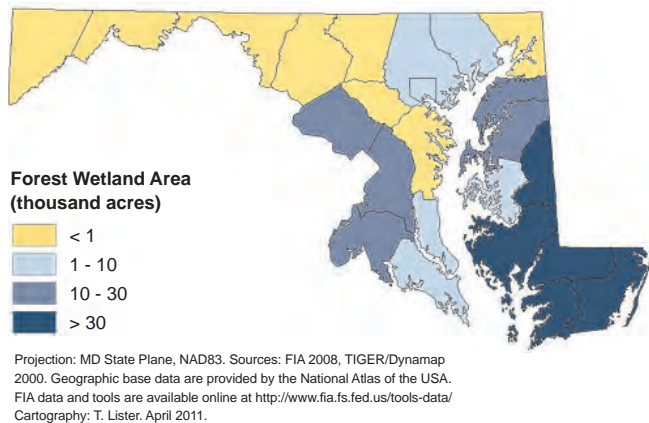 Forest Wetland Area
(thousand acres)
< 1
1 - 10
10 - 30
> 30
Projection: MD State Plane, NAD83. Sources: FIA 2008, TIGER/Dynamap
2000. Geographic base data are provided by the National Atlas of the USA.
FIA data and tools are available online at http://www.fia.fs.fed.us/tools-data/
Cartography: T. Lister. April 2011.